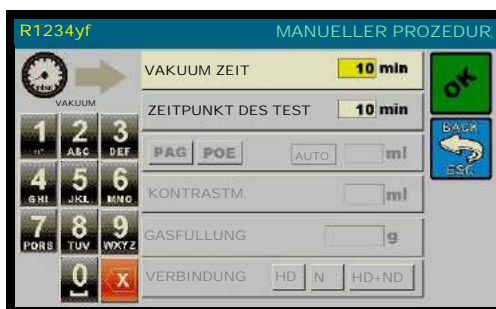 R1234yf MANUELLER PROZEDUR
VAKUUM
VAKUUM ZEIT 10 min
ZEITPUNKT DES TEST 10 min
PAG POE AUTO ml
KONTRASTM. ml
GASFÜLLUNG g
VERBINDUNG HD N HD+ND
1 2 ABC 3 DEF
4 GHI 5 JKL 6 MNO
7 PQRS 8 TUV 9 WXYZ
0 X
OK
BACK
ESC